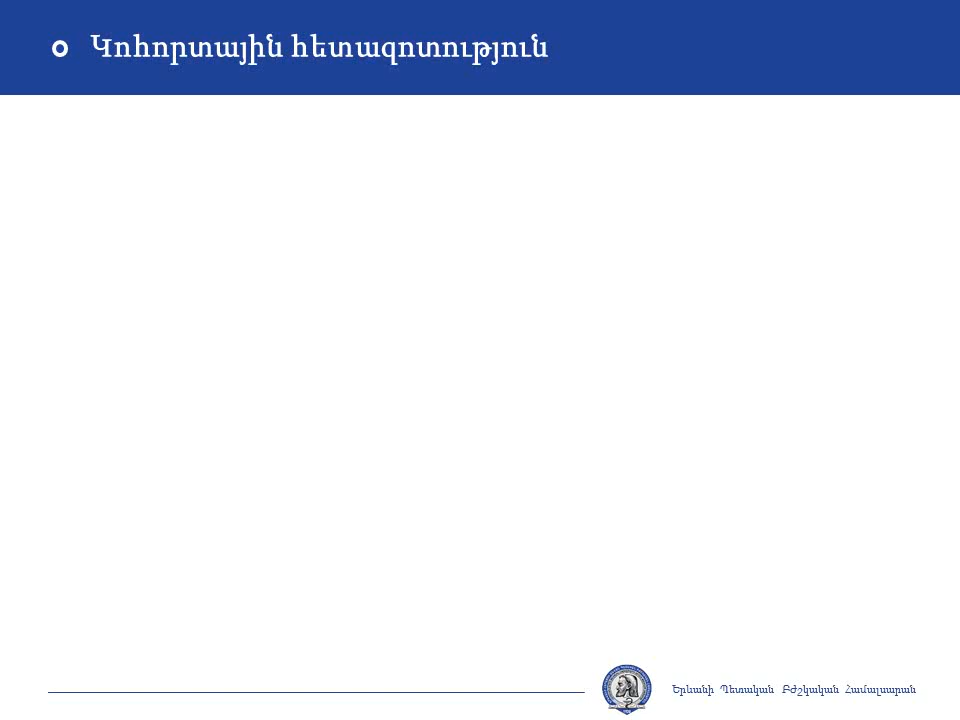 Կոհորտային հետազոտություն
Երևանի Պետական Բժշկական Համալսարան